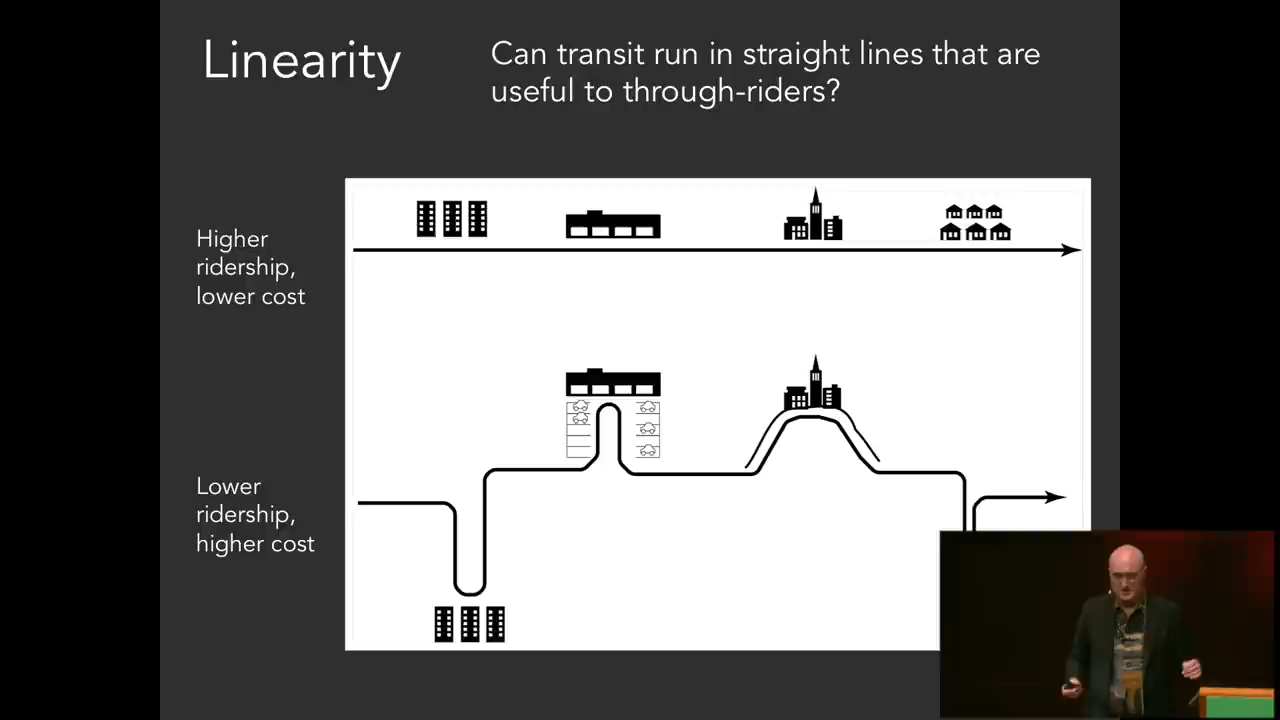 Linearity
Can transit run in straight lines that are
useful to through-riders?
Higher
ridership,
lower cost
Lower
ridership,
higher cost